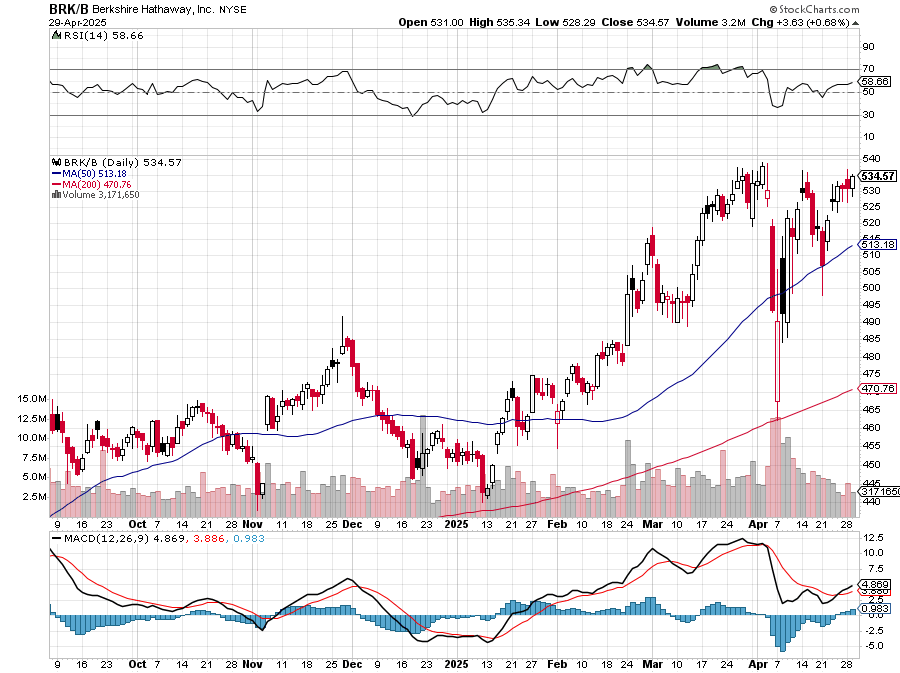 BRK/B Berkshire Hathaway, Inc. NYSE
© StockCharts.com
29-Apr-2025
Open 531.00 High 535.34 Low 528.29 Close 534.57 Volume 3.2M Chg +3.63 (+0.68%)
RSI(14) 58.66
90
70
58.66
50
30
10
BRK/B (Daily) 534.57
MA(50) 513.18
MA(200) 470.76
Volume 3,171,650
540
534.57
530
525
520
515
513.18
510
505
500
495
490
485
480
475
470.76
465
460
455
450
445
440
3171650
15.0M
12.5M
10.0M
7.5M
5.0M
2.5M
9 16 23 Oct 7 14 21 28 Nov 11 18 25 Dec 9 16 23 2025 13 21 27 Feb 10 18 24 Mar 10 17 24 Apr 7 14 21 28
MACD(12,26,9) 4.869, 3.886, 0.983
12.5
10.0
7.5
4.869
3.886
2.5
0.983
0.0
-2.5
-5.0
9 16 23 Oct 7 14 21 28 Nov 11 18 25 Dec 9 16 23 2025 13 21 27 Feb 10 18 24 Mar 10 17 24 Apr 7 14 21 28